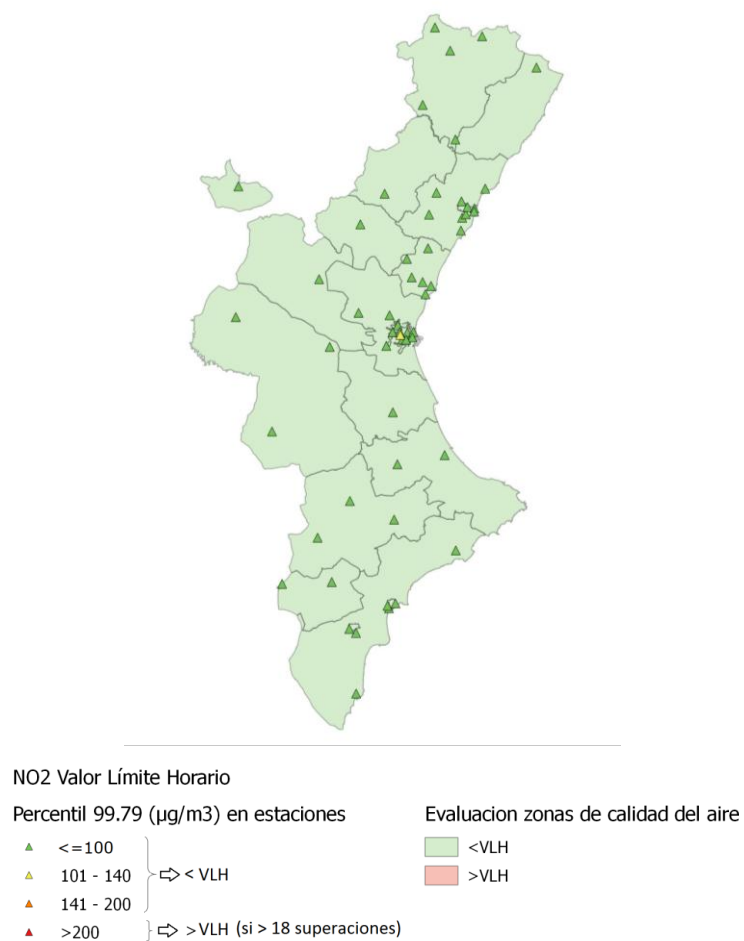 NO2 Valor Límite Horario
Percentil 99.79 (µg/m3) en estaciones
<=100
101 - 140
141 - 200
>200
< VLH
>VLH (si > 18 superaciones)
Evaluacion zonas de calidad del aire
<VLH
>VLH